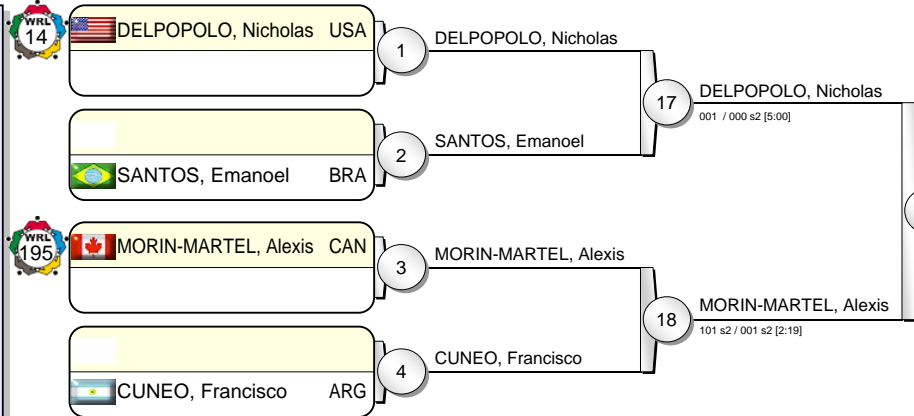 WRL
14
DELPOPOLO, Nicholas USA
1
DELPOPOLO, Nicholas
17
DELPOPOLO, Nicholas
001 / 000 s2 [5:00]
2
SANTOS, Emanoel
SANTOS, Emanoel BRA
WRL
195
MORIN-MARTEL, Alexis CAN
3
MORIN-MARTEL, Alexis
18
MORIN-MARTEL, Alexis
101 s2 / 001 s2 [2:19]
4
CUNEO, Francisco
CUNEO, Francisco ARG